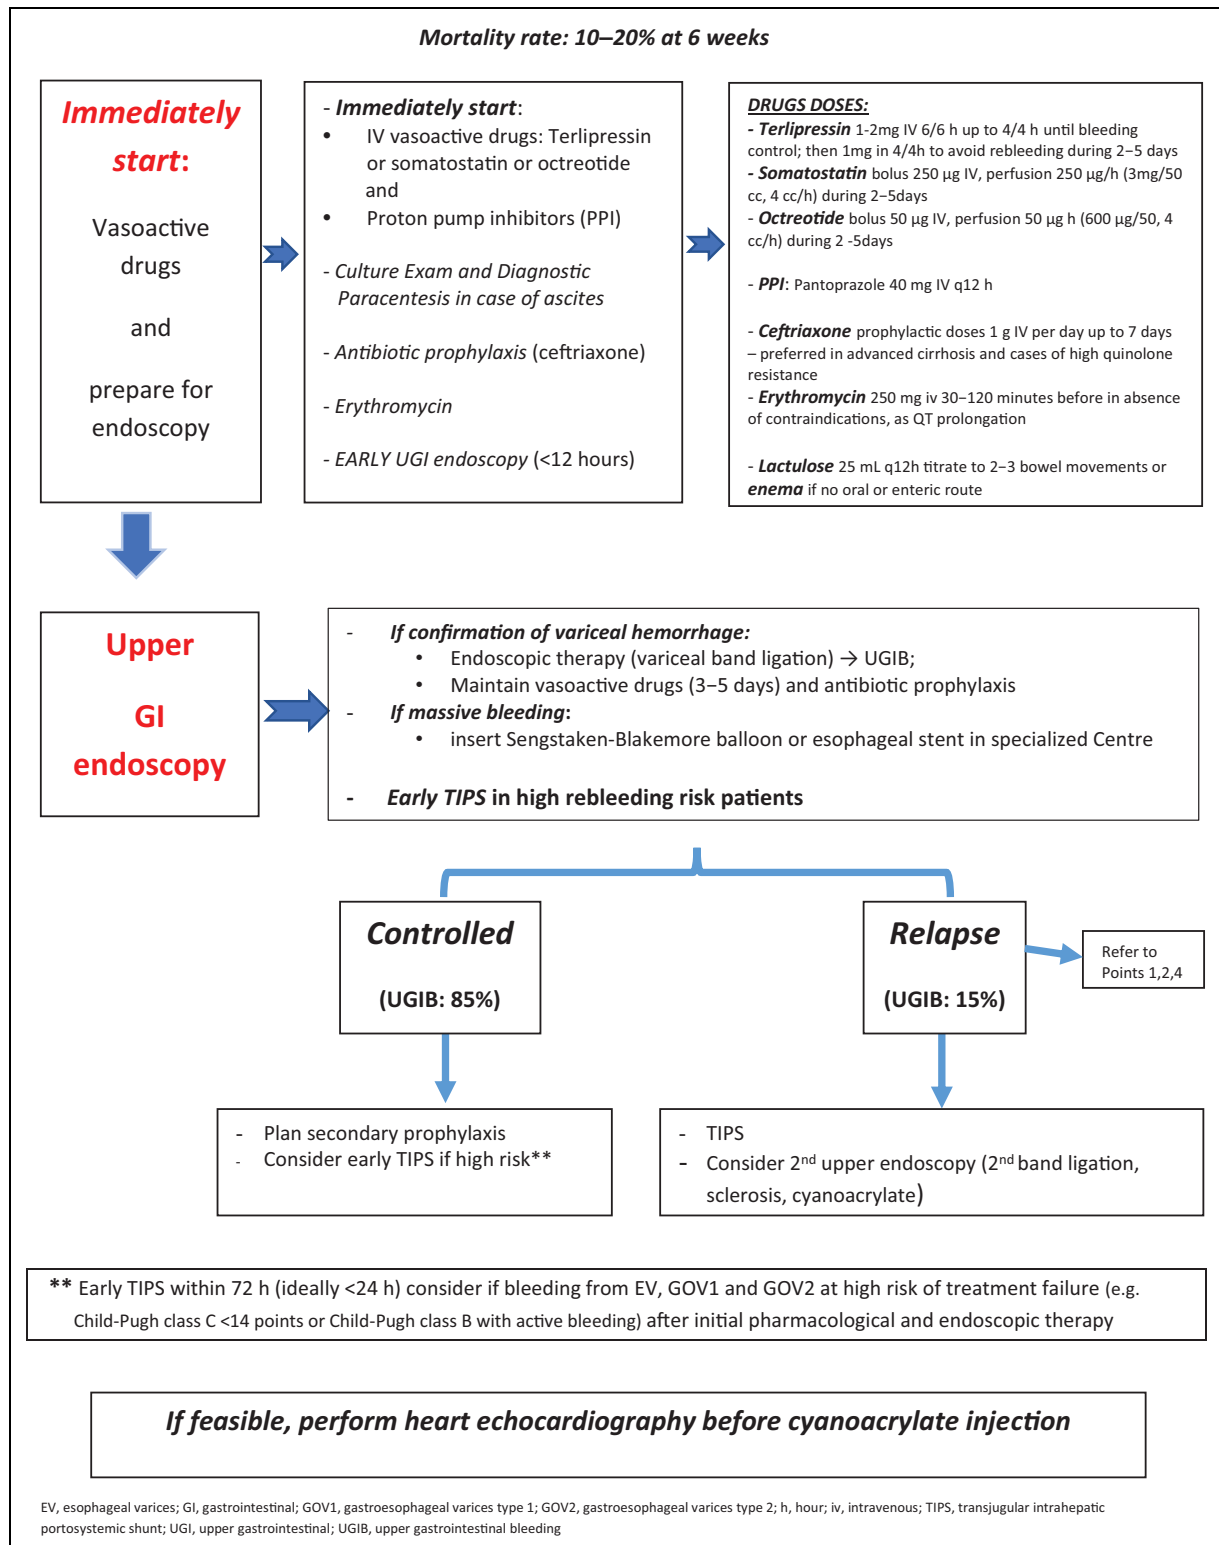 Mortality rate: 10–20% at 6 weeks
Immediately
start:
Vasoactive
drugs
and
prepare for
endoscopy
- Immediately start:
• IV vasoactive drugs: Terlipressin
or somatostatin or octreotide
and
• Proton pump inhibitors (PPI)
- Culture Exam and Diagnostic
Paracentesis in case of ascites
- Antibiotic prophylaxis (ceftriaxone)
- Erythromycin
- EARLY UGI endoscopy (<12 hours)
DRUGS DOSES:
- Terlipressin 1-2mg IV 6/6 h up to 4/4 h until bleeding
control; then 1mg in 4/4h to avoid rebleeding during 2–5 days
- Somatostatin bolus 250 µg IV, perfusion 250 µg/h (3mg/50
cc, 4 cc/h) during 2–5days
- Octreotide bolus 50 µg IV, perfusion 50 µg h (600 µg/50, 4
cc/h) during 2 -5days
- PPI: Pantoprazole 40 mg IV q12 h
- Ceftriaxone prophylactic doses 1 g IV per day up to 7 days
– preferred in advanced cirrhosis and cases of high quinolone
resistance
- Erythromycin 250 mg iv 30–120 minutes before in absence
of contraindications, as QT prolongation
- Lactulose 25 mL q12h titrate to 2–3 bowel movements or
enema if no oral or enteric route
Upper
GI
endoscopy
- If confirmation of variceal hemorrhage:
• Endoscopic therapy (variceal band ligation) → UGIB;
• Maintain vasoactive drugs (3–5 days) and antibiotic prophylaxis
- If massive bleeding:
• insert Sengstaken-Blakemore balloon or esophageal stent in specialized Centre
- Early TIPS in high rebleeding risk patients
Controlled
(UGIB: 85%)
Relapse
(UGIB: 15%)
Refer to
Points 1,2,4
- Plan secondary prophylaxis
- Consider early TIPS if high risk**
- TIPS
- Consider 2nd upper endoscopy (2nd band ligation,
sclerosis, cyanoacrylate)
** Early TIPS within 72 h (ideally <24 h) consider if bleeding from EV, GOV1 and GOV2 at high risk of treatment failure (e.g.
Child-Pugh class C <14 points or Child-Pugh class B with active bleeding) after initial pharmacological and endoscopic therapy
If feasible, perform heart echocardiography before cyanoacrylate injection
EV, esophageal varices; GI, gastrointestinal; GOV1, gastroesophageal varices type 1; GOV2, gastroesophageal varices type 2; h, hour; iv, intravenous; TIPS, transjugular intrahepatic
portosystemic shunt; UGI, upper gastrointestinal; UGIB, upper gastrointestinal bleeding